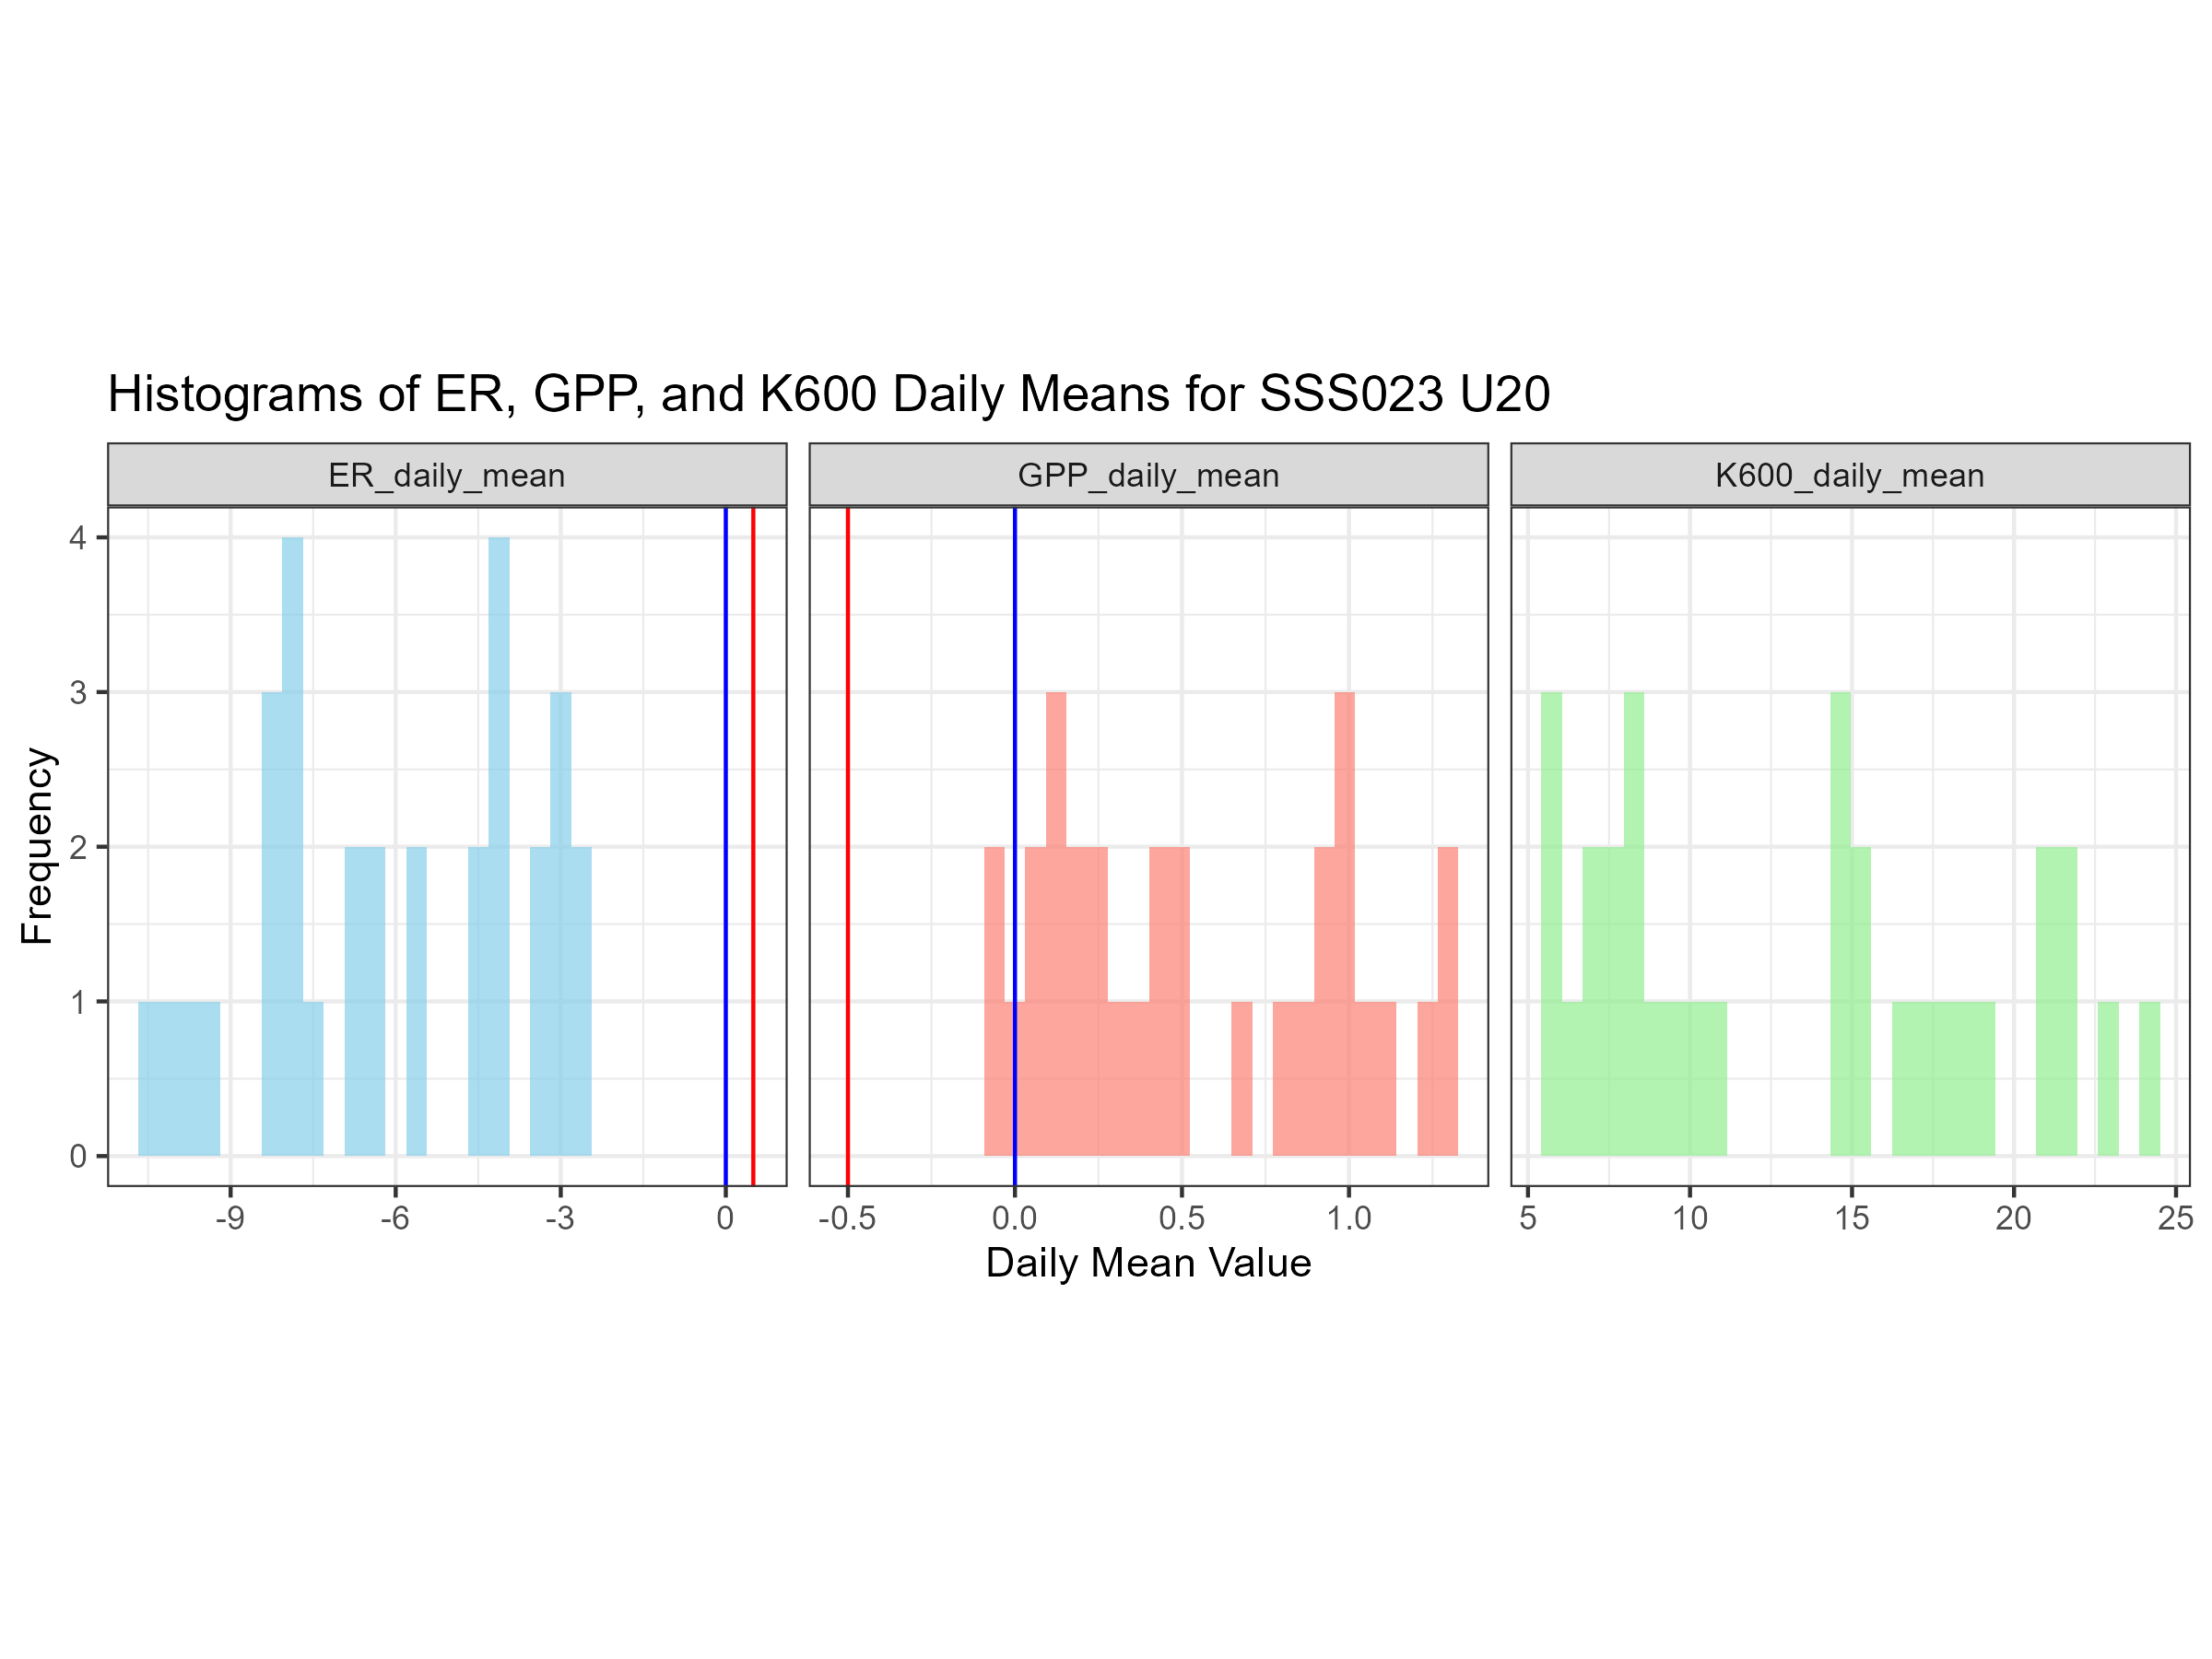 Histograms of ER, GPP, and K600 Daily Means for SSS023 U20
ER_daily_mean
GPP_daily_mean
K600_daily_mean
Frequency
4
3
2
1
0
-9 -6 -3 0
-0.5 0.0 0.5 1.0
5 10 15 20 25
Daily Mean Value